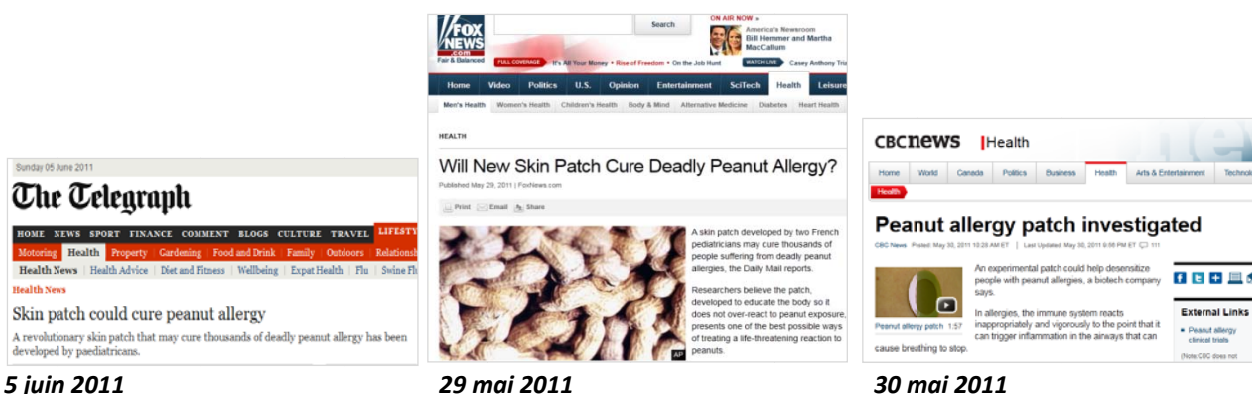 Sunday 05 June 2011
The Telegraph
HOME NEWS SPORT FINANCE COMMENT BLOGS CULTURE TRAVEL LIFESTY
Motoring Health Property Gardening Food and Drink Family Outdoors Relations
Health News Health Advice Diet and Fitness Wellbeing Expat Health Flu Swine Fl
Health News
Skin patch could cure peanut allergy
A revolutionary skin patch that may cure thousands of deadly peanut allergy has been
developed by paediatricans.
5 juin 2011
FOX
NEWS
.com
Fair & Balanced
Search
ON AIR NOW »
America's Newsroom
Bill Hemmer and Martha
MacCallum
FULL COVERAGE It's All Your Money • Rise of Freedom • On the Job Hunt WATCH LIVE Casey Anthony Tria
Home Video Politics U.S. Opinion Entertainment SciTech Health Leisure
Men's Health Women's Health Children's Health Body & Mind Alternative Medicine Diabetes Heart Health
HEALTH
Will New Skin Patch Cure Deadly Peanut Allergy?
Published May 29, 2011 | FoxNews.com
Print Email Share
A skin patch developed by two French
pediatricians may cure thousands of
people suffering from deadly peanut
allergies, the Daily Mail reports.
Researchers believe the patch,
developed to educate the body so it
does not over-react to peanut exposure,
presents one of the best possible ways
of treating a life-threatening reaction to
peanuts.
AP
29 mai 2011
CBCnews | Health
Home World Canada Politics Business Health Arts & Entertainment Technol
Health
Peanut allergy patch investigated
CBC News Posted: May 30, 2011 10:28 AM ET | Last Updated: May 30, 2011 9:56 PM ET 111
An experimental patch could help desensitize
people with peanut allergies, a biotech company
says.
In allergies, the immune system reacts
inappropriately and vigorously to the point that it
can trigger inflammation in the airways that can
cause breathing to stop.
Peanut allergy patch 1:57
External Links
• Peanut allergy
clinical trials
(Note:CBC does not
30 mai 2011